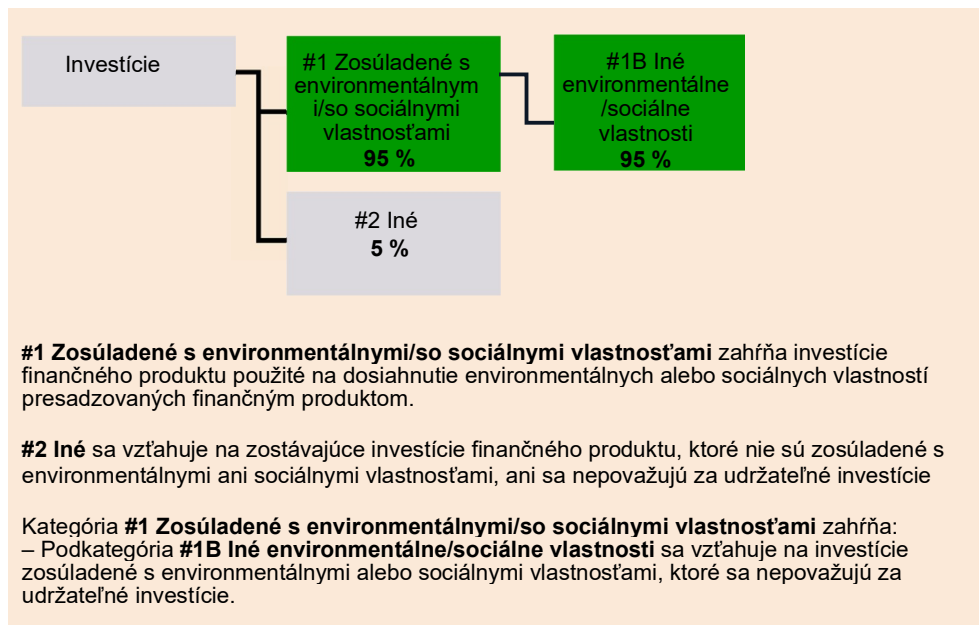 Investície
#1 Zosúladené s
environmentálnym
i/so sociálnymi
vlastnosťami
95 %
#1B Iné
environmentálne
/sociálne
vlastnosti
95 %
#2 Iné
5 %
#1 Zosúladené s environmentálnymi/so sociálnymi vlastnosťami zahŕňa investície
finančného produktu použité na dosiahnutie environmentálnych alebo sociálnych vlastností
presadzovaných finančným produktom.
#2 Iné sa vzťahuje na zostávajúce investície finančného produktu, ktoré nie sú zosúladené s
environmentálnymi ani sociálnymi vlastnosťami, ani sa nepovažujú za udržateľné investície
Kategória #1 Zosúladené s environmentálnymi/so sociálnymi vlastnosťami zahŕňa:
– Podkategória #1B Iné environmentálne/sociálne vlastnosti sa vzťahuje na investície
zosúladené s environmentálnymi alebo sociálnymi vlastnosťami, ktoré sa nepovažujú za
udržateľné investície.